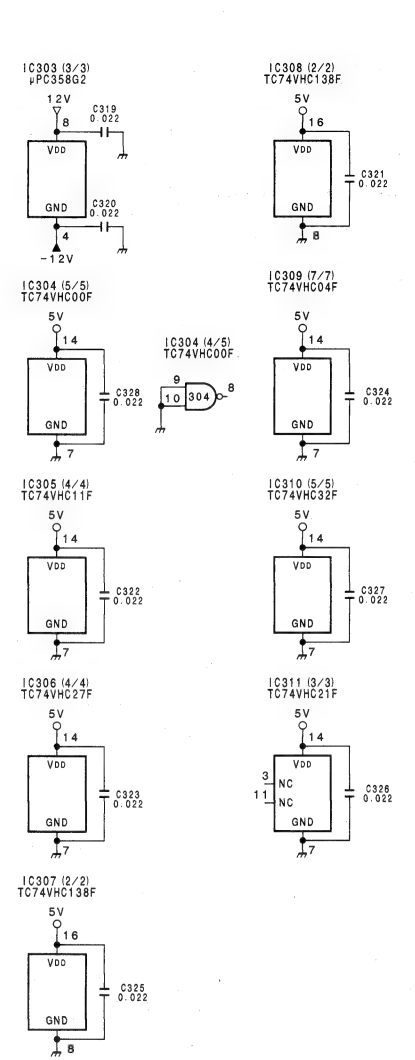 IC303 (3/3)
μPC358G2
12V
8
C319
0.022
VDD
GND
C320
0.022
4
-12V
IC308 (2/2)
TC74VHC138F
5V
16
VDD
C321
0.022
GND
8
IC304 (5/5)
TC74VHC00F
5V
14
VDD
C328
0.022
GND
7
IC304 (4/5)
TC74VHC00F
9
10
304
8
IC309 (7/7)
TC74VHC04F
5V
14
VDD
C324
0.022
GND
7
IC305 (4/4)
TC74VHC11F
5V
14
VDD
C322
0.022
GND
7
IC310 (5/5)
TC74VHC32F
5V
14
VDD
C327
0.022
GND
7
IC306 (4/4)
TC74VHC27F
5V
14
VDD
C323
0.022
GND
7
IC311 (3/3)
TC74VHC21F
5V
14
VDD
3
NC
11
NC
C326
0.022
GND
7
IC307 (2/2)
TC74VHC138F
5V
16
VDD
C325
0.022
GND
8